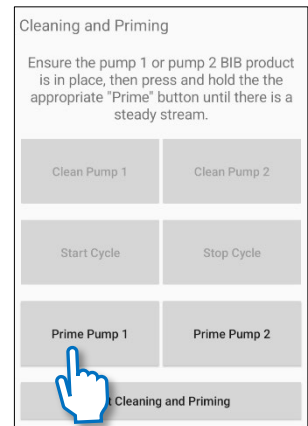 Cleaning and Priming
Ensure the pump 1 or pump 2 BIB product
is in place, then press and hold the the
appropriate "Prime" button until there is a
steady stream.
Clean Pump 1 Clean Pump 2
Start Cycle Stop Cycle
Prime Pump 1 Prime Pump 2
Cleaning and Priming